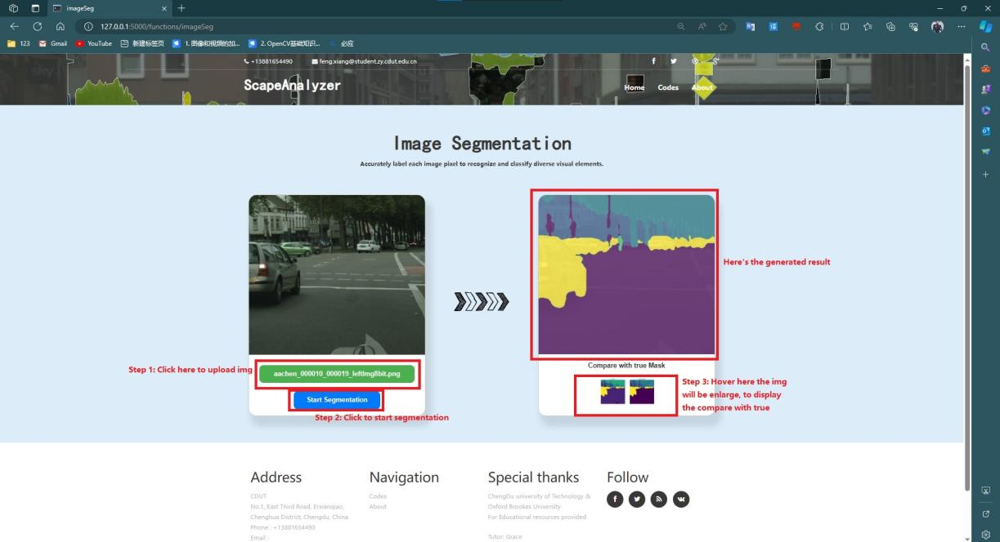 imageSeg
127.0.0.1:5000/functions/imageSeg
123
Gmail
YouTube
新建标签页
1.图像和视频的加...
2. OpenCV基础知识...
必应
+13881654490
feng.xiang@student.zy.cdut.edu.cn
ScapeAnalyzer
Home
Codes
About
Image Segmentation
Accurately label each image pixel to recognize and classify diverse visual elements.
Here's the generated result
Step 1: Click here to upload img
aachen_000010_000019_leftImg8bit.png
Start Segmentation
Step 2: Click to start segmentation
Compare with true Mask
Step 3: Hover here the img
will be enlarge, to display
the compare with true
Address
CDUT
No.1, East Third Road, Erxianqiao,
Chenghua District, Chengdu, China
Phone : +13881654490
Email :
Navigation
Codes
About
Special thanks
ChengDu university of Technology &
Oxford Brookes University
For Educational resources provided
Tutor: Grace
Follow